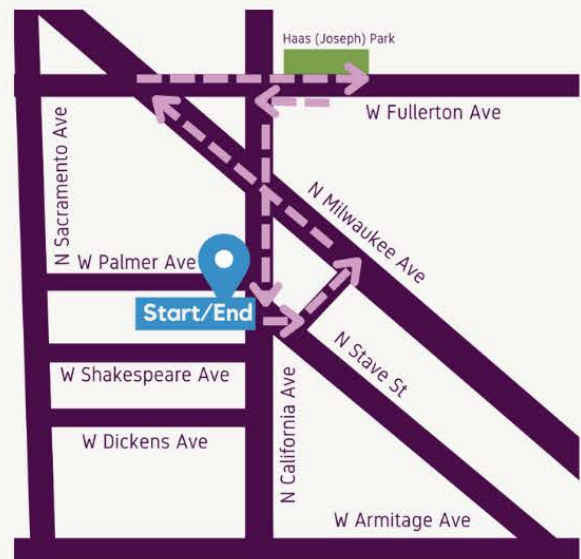 Haas (Joseph) Park
W Fullerton Ave
N Sacramento Ave
N Milwaukee Ave
W Palmer Ave
Start/End
N Stave St
W Shakespeare Ave
N California Ave
W Dickens Ave
W Armitage Ave